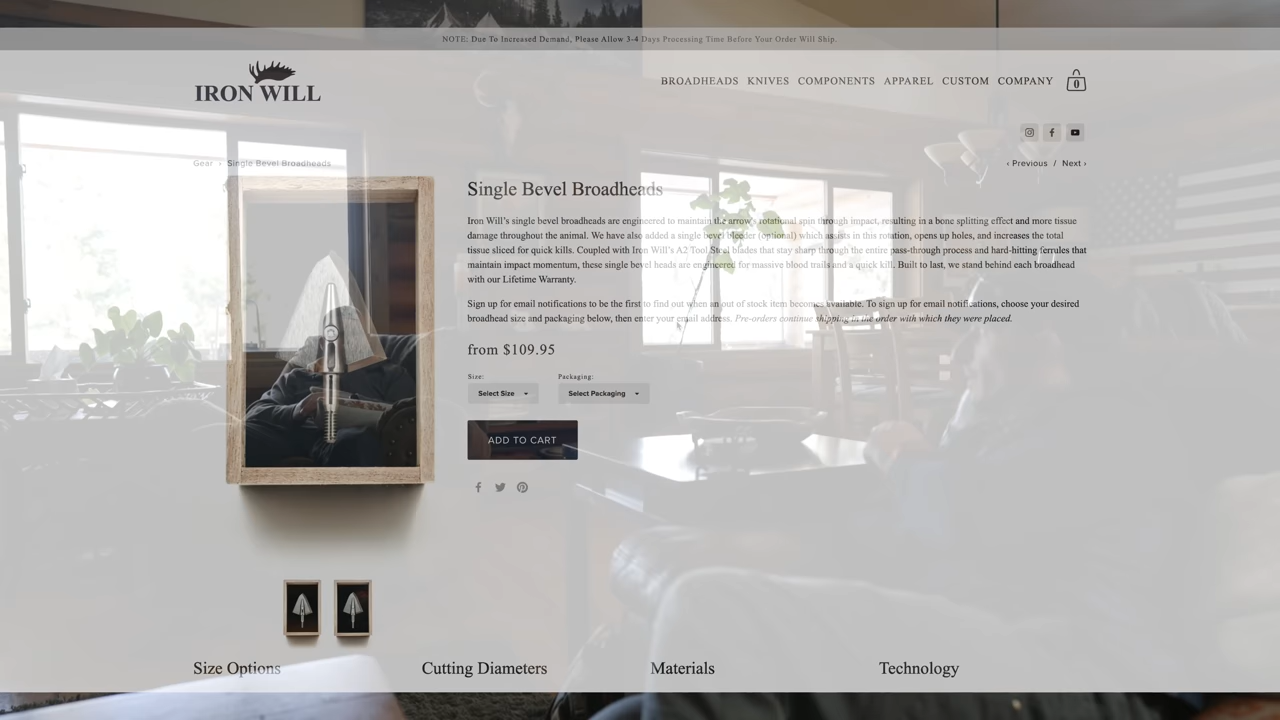 NOTE: Due To Increased Demand, Please Allow 3-4 Days Processing Time Before Your Order Will Ship.
IRON WILL
BROADHEADS KNIVES COMPONENTS APPAREL CUSTOM COMPANY 0
Gear • Single Bevel Broadheads
‹ Previous / Next ›
Single Bevel Broadheads
Iron Will's single bevel broadheads are engineered to maintain the arrow's rotational spin through impact, resulting in a bone splitting effect and more tissue
damage throughout the animal. We have also added a single bevel bleeder (optional) which assists in this rotation, opens up holes, and increases the total
tissue sliced for quick kills. Coupled with Iron Will's A2 Tool Steel blades that stay sharp through the entire pass-through process and hard-hitting ferrules that
maintain impact momentum, these single bevel heads are engineered for massive blood trails and a quick kill. Built to last, we stand behind each broadhead
with our Lifetime Warranty.
Sign up for email notifications to be the first to find out when an out of stock item becomes available. To sign up for email notifications, choose your desired
broadhead size and packaging below, then enter your email address. Pre-orders continue shipping in the order with which they were placed.
from $109.95
Size: Packaging:
Select Size Select Packaging
ADD TO CART
Size Options Cutting Diameters Materials Technology